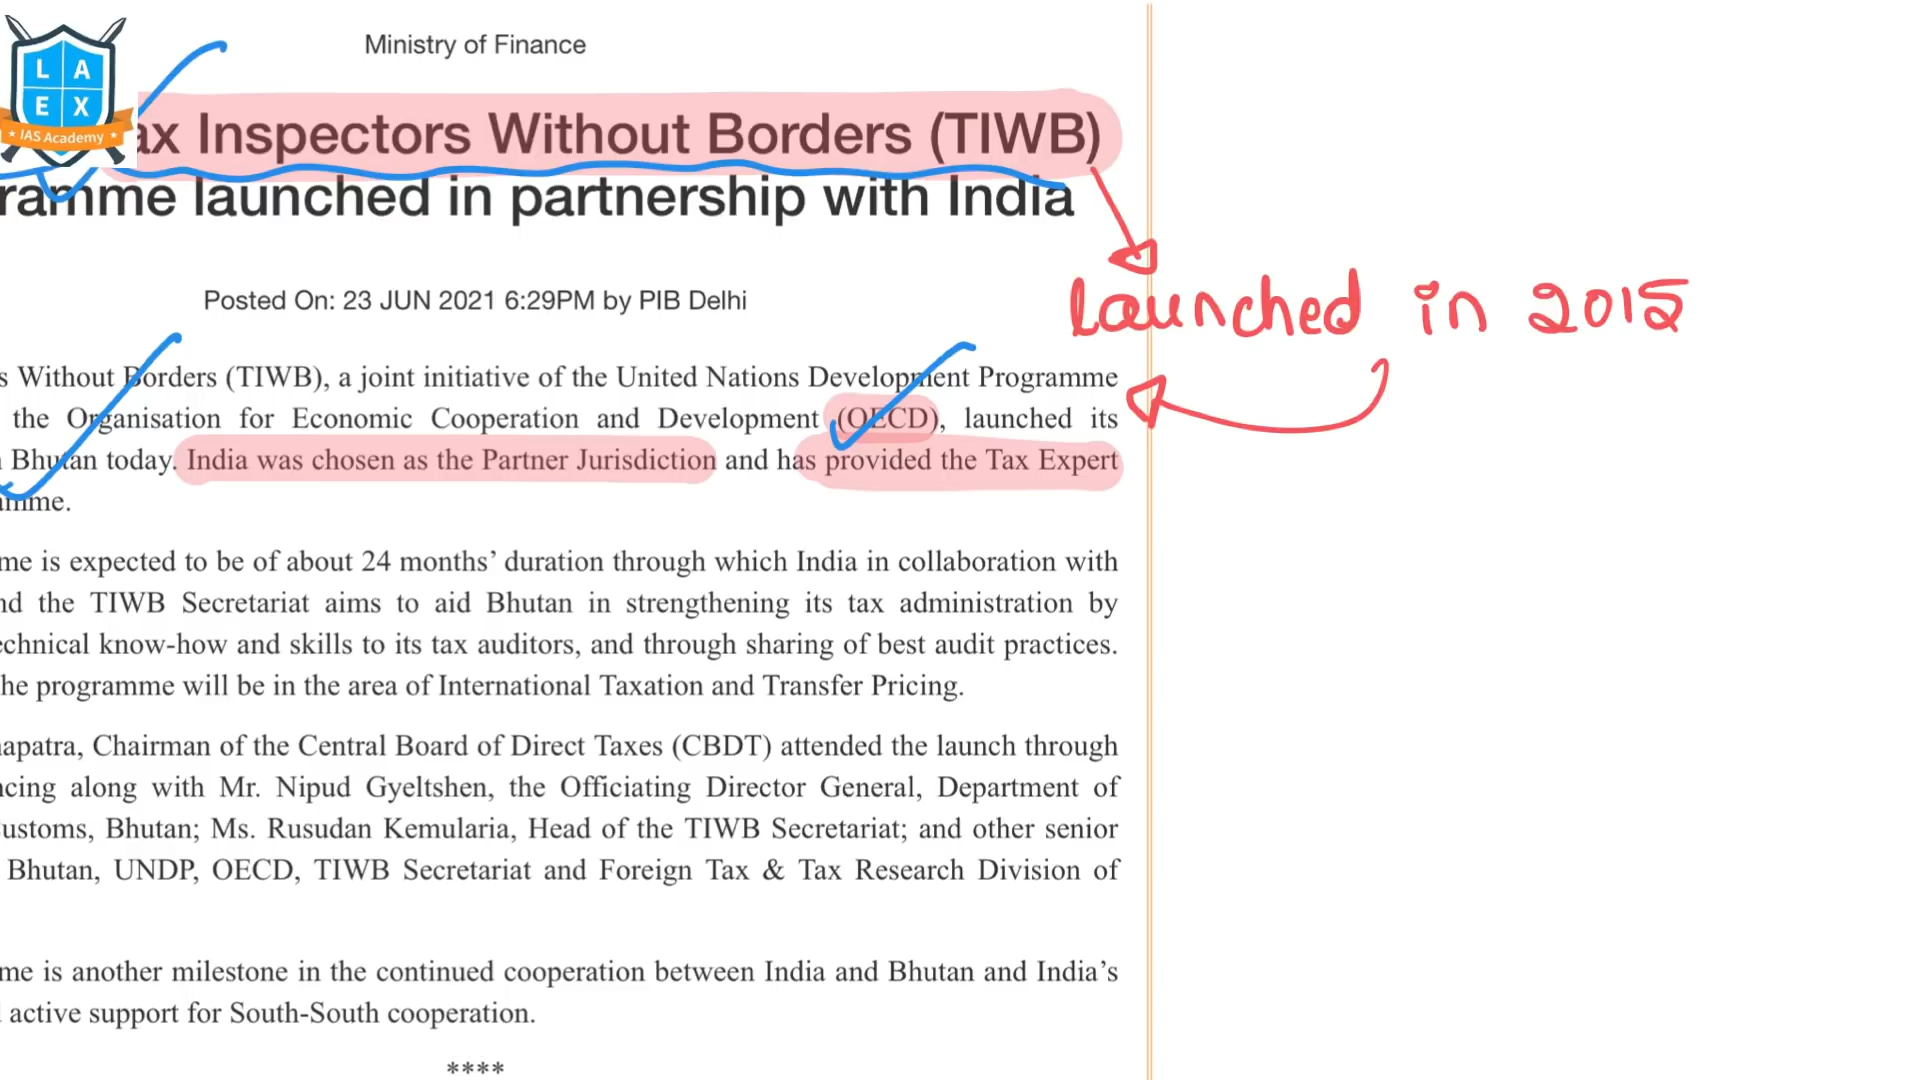 L A
E X
IAS Academy
Ministry of Finance
ax Inspectors Without Borders (TIWB)
ramme launched in partnership with India
Posted On: 23 JUN 2021 6:29PM by PIB Delhi
launched in 2015
s Without Borders (TIWB), a joint initiative of the United Nations Development Programme
the Organisation for Economic Cooperation and Development (OECD), launched its
Bhutan today. India was chosen as the Partner Jurisdiction and has provided the Tax Expert
amme.
me is expected to be of about 24 months’ duration through which India in collaboration with
nd the TIWB Secretariat aims to aid Bhutan in strengthening its tax administration by
echnical know-how and skills to its tax auditors, and through sharing of best audit practices.
he programme will be in the area of International Taxation and Transfer Pricing.
apatra, Chairman of the Central Board of Direct Taxes (CBDT) attended the launch through
ncing along with Mr. Nipud Gyeltshen, the Officiating Director General, Department of
ustoms, Bhutan; Ms. Rusudan Kemularia, Head of the TIWB Secretariat; and other senior
Bhutan, UNDP, OECD, TIWB Secretariat and Foreign Tax & Tax Research Division of
me is another milestone in the continued cooperation between India and Bhutan and India’s
active support for South-South cooperation.
****